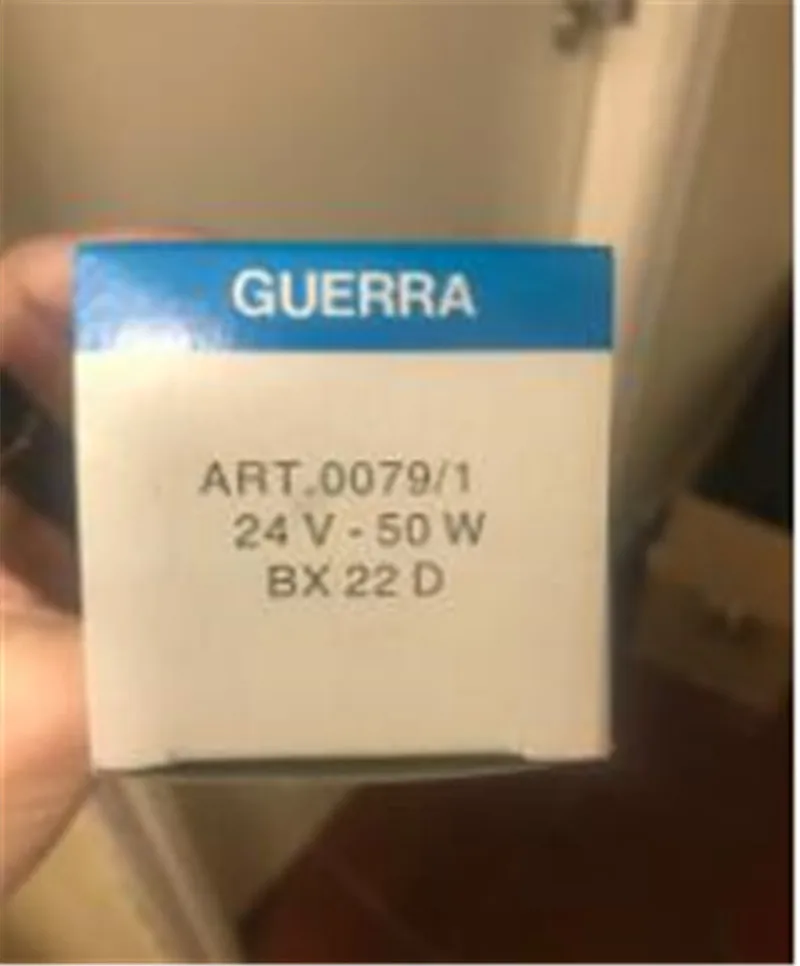 GUERRA
ART.0079/1
24 V - 50 W
BX 22 D